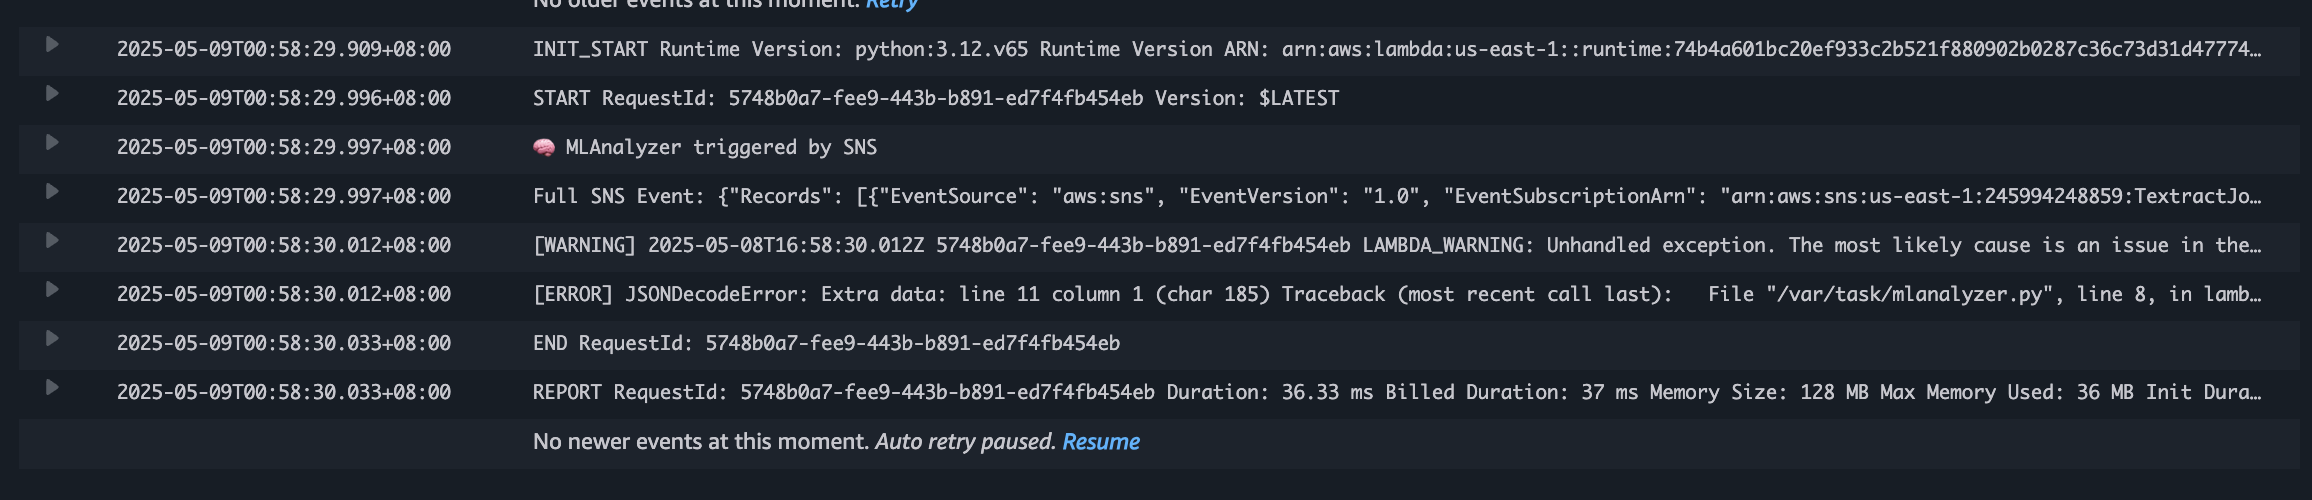 No older events at this moment. Retry
2025-05-09T00:58:29.909+08:00 INIT_START Runtime Version: python:3.12.v65 Runtime Version ARN: arn:aws:lambda:us-east-1::runtime:74b4a601bc20ef933c2b521f880902b0287c36c73d31d47774…
2025-05-09T00:58:29.996+08:00 START RequestId: 5748b0a7-fee9-443b-b891-ed7f4fb454eb Version: $LATEST
2025-05-09T00:58:29.997+08:00 🧠 MLAnalyzer triggered by SNS
2025-05-09T00:58:29.997+08:00 Full SNS Event: {"Records": [{"EventSource": "aws:sns", "EventVersion": "1.0", "EventSubscriptionArn": "arn:aws:sns:us-east-1:245994248859:TextractJo…
2025-05-09T00:58:30.012+08:00 [WARNING] 2025-05-08T16:58:30.012Z 5748b0a7-fee9-443b-b891-ed7f4fb454eb LAMBDA_WARNING: Unhandled exception. The most likely cause is an issue in the…
2025-05-09T00:58:30.012+08:00 [ERROR] JSONDecodeError: Extra data: line 11 column 1 (char 185) Traceback (most recent call last): File "/var/task/mlanalyzer.py", line 8, in lamb…
2025-05-09T00:58:30.033+08:00 END RequestId: 5748b0a7-fee9-443b-b891-ed7f4fb454eb
2025-05-09T00:58:30.033+08:00 REPORT RequestId: 5748b0a7-fee9-443b-b891-ed7f4fb454eb Duration: 36.33 ms Billed Duration: 37 ms Memory Size: 128 MB Max Memory Used: 36 MB Init Dura…
No newer events at this moment. Auto retry paused. Resume